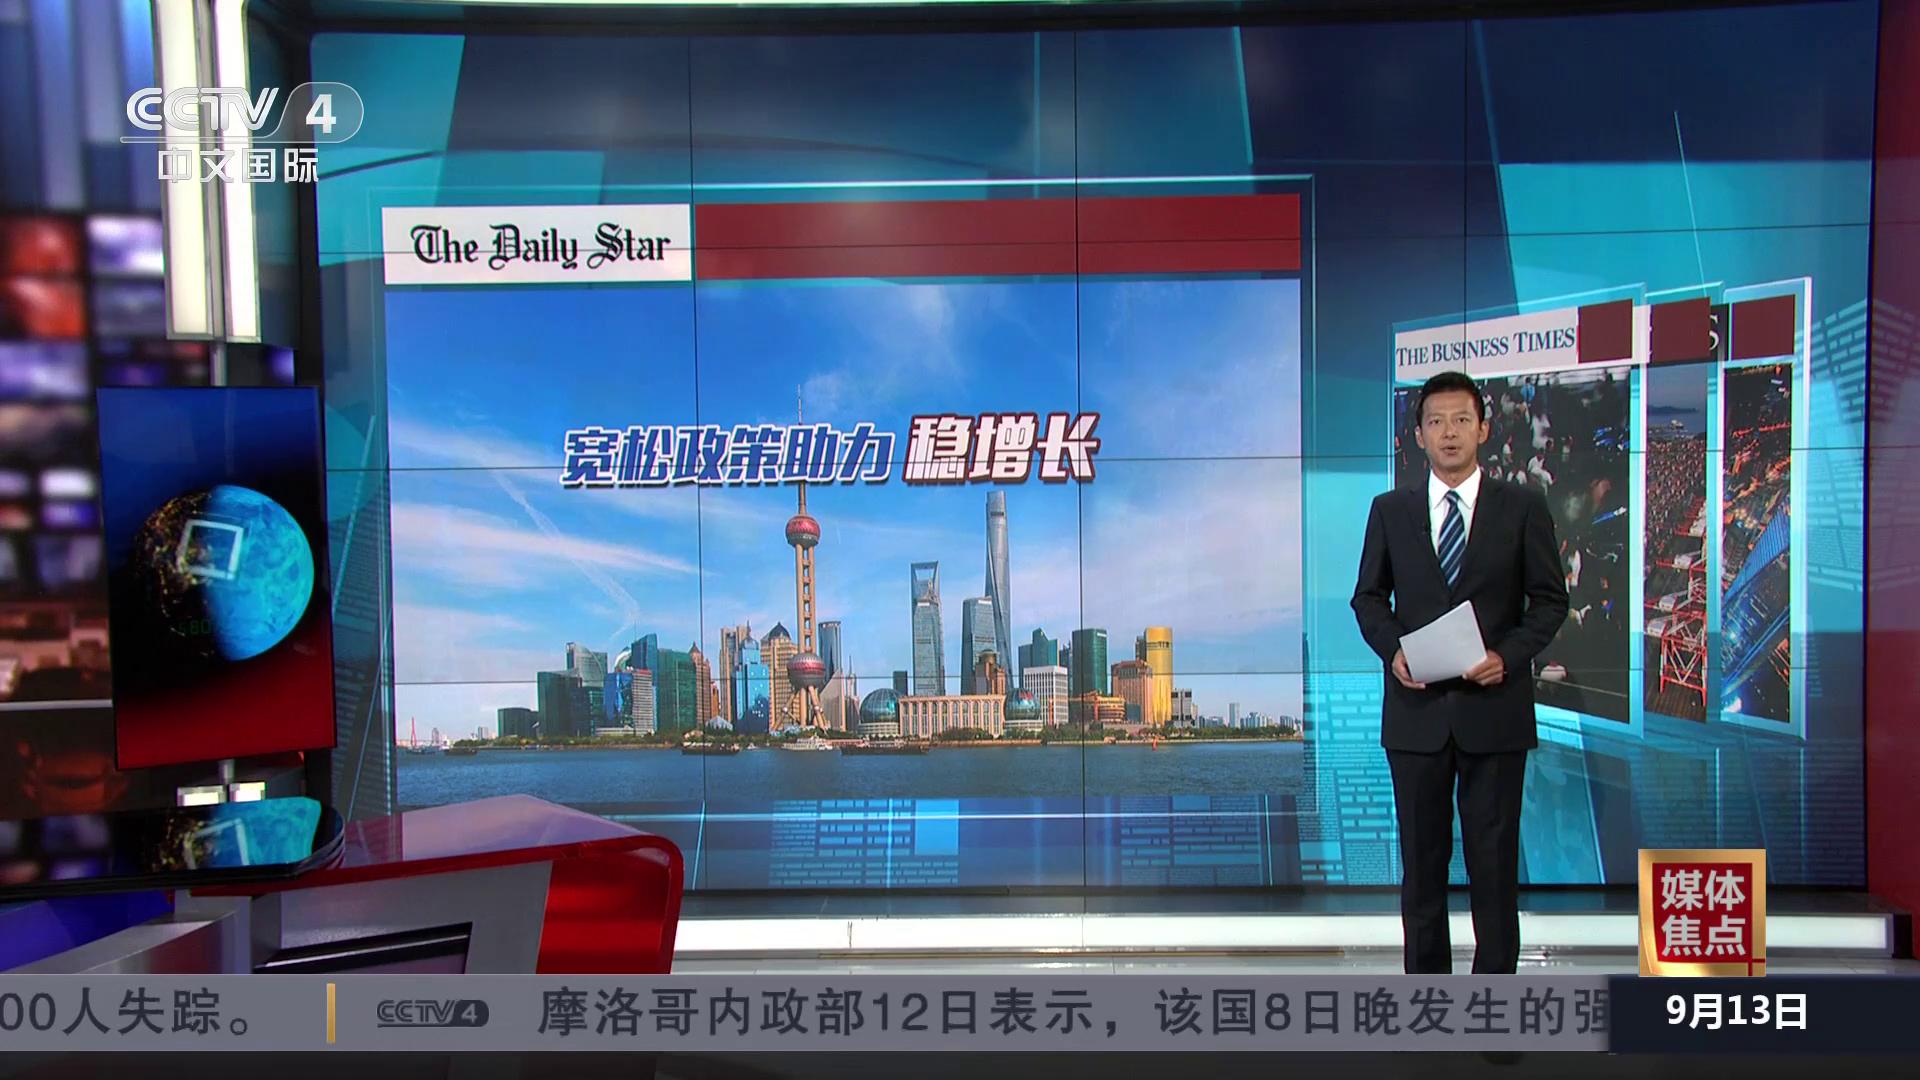 CCTV 4
中文国际
The Daily Star
宽松政策助力 稳增长
THE BUSINESS TIMES
S
媒体
焦点
00人失踪。 CCTV 4 摩洛哥内政部12日表示，该国8日晚发生的强
9月13日